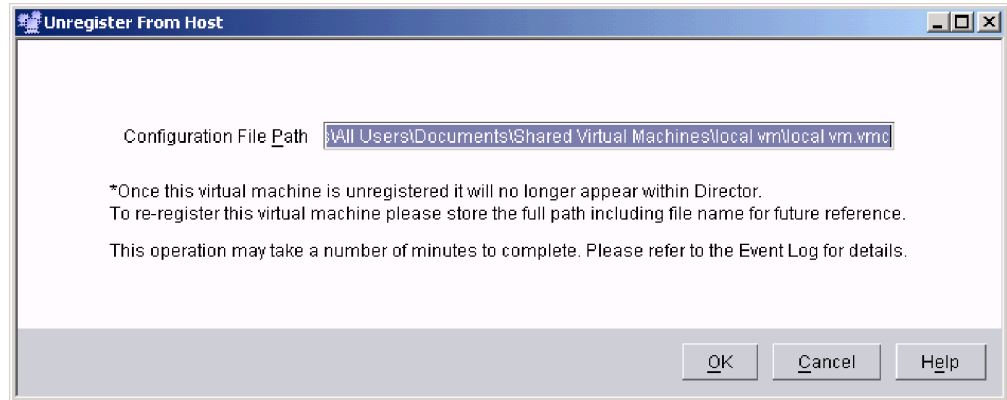 Unregister From Host
Configuration File Path s\All Users\Documents\Shared Virtual Machines\local vm\local vm.vmc
*Once this virtual machine is unregistered it will no longer appear within Director.
To re-register this virtual machine please store the full path including file name for future reference.
This operation may take a number of minutes to complete. Please refer to the Event Log for details.
OK Cancel Help